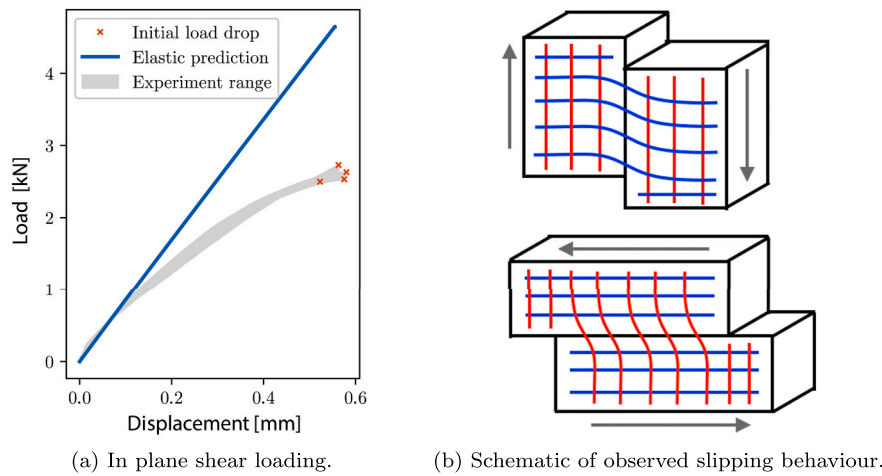 Initial load drop
Elastic prediction
Experiment range
4
3
2
1
0
Load [kN]
0.0 0.2 0.4 0.6
Displacement [mm]
(a) In plane shear loading.
(b) Schematic of observed slipping behaviour.